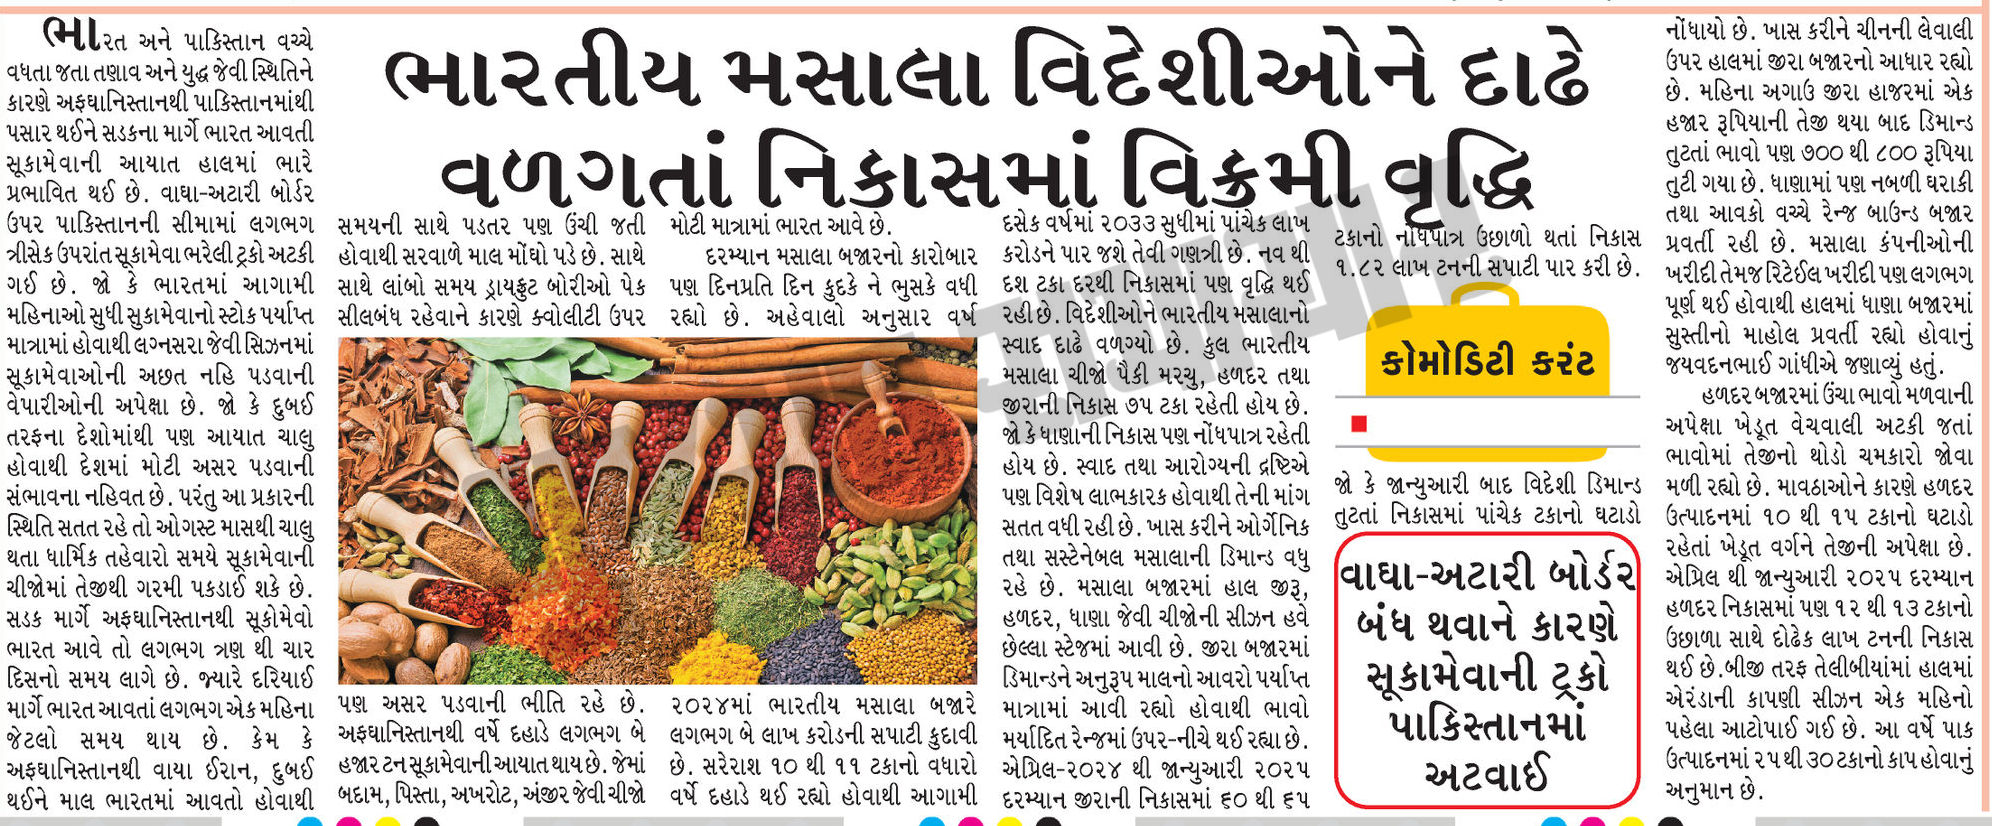 ભારતીય મસાલા વિદેશીઓને દાઢે
વળગતાં નિકાસમાં વિક્રમી વૃદ્ધિ
ભારત અને પાકિસ્તાન વચ્ચે
વધતા જતા તણાવ અને યુદ્ધ જેવી સ્થિતિને
કારણે અફઘાનિસ્તાનથી પાકિસ્તાનમાંથી
પસાર થઈને સડકના માર્ગે ભારત આવતી
સૂકામેવાની આયાત હાલમાં ભારે
પ્રભાવિત થઈ છે. વાઘા-અટારી બોર્ડર
ઉપર પાકિસ્તાનની સીમામાં લગભગ
ત્રીસેક ઉપરાંત સૂકામેવા ભરેલી ટ્રકો અટકી
ગઈ છે. જો કે ભારતમાં આગામી
મહિનાઓ સુધી સુકામેવાનો સ્ટોક પર્યાપ્ત
માત્રામાં હોવાથી લગ્નસરા જેવી સિઝનમાં
સૂકામેવાઓની અછત નહિ પડવાની
વેપારીઓની અપેક્ષા છે. જો કે દુબઈ
તરફના દેશોમાંથી પણ આયાત ચાલુ
હોવાથી દેશમાં મોટી અસર પડવાની
સંભાવના નહિવત છે. પરંતુ આ પ્રકારની
સ્થિતિ સતત રહે તો ઓગસ્ટ માસથી ચાલુ
થતા ધાર્મિક તહેવારો સમયે સૂકામેવાની
ચીજોમાં તેજીથી ગરમી પકડાઈ શકે છે.
સડક માર્ગે અફઘાનિસ્તાનથી સૂકોમેવો
ભારત આવે તો લગભગ ત્રણ થી ચાર
દિસનો સમય લાગે છે. જ્યારે દરિયાઈ
માર્ગે ભારત આવતાં લગભગ એક મહિના
જેટલો સમય થાય છે. કેમ કે
અફઘાનિસ્તાનથી વાયા ઈરાન, દુબઈ
થઈને માલ ભારતમાં આવતો હોવાથી
સમયની સાથે પડતર પણ ઉંચી જતી
હોવાથી સરવાળે માલ મોંઘો પડે છે. સાથે
સાથે લાંબો સમય ડ્રાયફ્રુટ બોરીઓ પેક
સીલબંધ રહેવાને કારણે ક્વોલીટી ઉપર
પણ અસર પડવાની ભીતિ રહે છે.
અફઘાનિસ્તાનથી વર્ષે દહાડે લગભગ બે
હજાર ટન સૂકામેવાની આયાત થાય છે. જેમાં
બદામ, પિસ્તા, અખરોટ, અંજીર જેવી ચીજો
મોટી માત્રામાં ભારત આવે છે.
દરમ્યાન મસાલા બજારનો કારોબાર
પણ દિનપ્રતિ દિન કુદકે ને ભુસકે વધી
રહ્યો છે. અહેવાલો અનુસાર વર્ષ
૨૦૨૪માં ભારતીય મસાલા બજારે
લગભગ બે લાખ કરોડની સપાટી કુદાવી
છે. સરેરાશ ૧૦ થી ૧૧ ટકાનો વધારો
વર્ષે દહાડે થઈ રહ્યો હોવાથી આગામી
દસેક વર્ષમાં ૨૦૩૩ સુધીમાં પાંચેક લાખ
કરોડને પાર જશે તેવી ગણત્રી છે. નવ થી
દશ ટકા દરથી નિકાસમાં પણ વૃદ્ધિ થઈ
રહી છે. વિદેશીઓને ભારતીય મસાલાનો
સ્વાદ દાઢે વળગ્યો છે. કુલ ભારતીય
મસાલા ચીજો પૈકી મરચુ, હળદર તથા
જીરાની નિકાસ ૭૫ ટકા રહેતી હોય છે.
જો કે ધાણાની નિકાસ પણ નોંધપાત્ર રહેતી
હોય છે. સ્વાદ તથા આરોગ્યની દ્રષ્ટિએ
પણ વિશેષ લાભકારક હોવાથી તેની માંગ
સતત વધી રહી છે. ખાસ કરીને ઓર્ગેનિક
તથા સસ્ટેનેબલ મસાલાની ડિમાન્ડ વધુ
રહે છે. મસાલા બજારમાં હાલ જીરૂ,
હળદર, ધાણા જેવી ચીજોની સીઝન હવે
છેલ્લા સ્ટેજમાં આવી છે. જીરા બજારમાં
ડિમાન્ડને અનુરૂપ માલનો આવરો પર્યાપ્ત
માત્રામાં આવી રહ્યો હોવાથી ભાવો
મર્યાદિત રેન્જમાં ઉપર-નીચે થઈ રહ્યા છે.
એપ્રિલ-૨૦૨૪ થી જાન્યુઆરી ૨૦૨૫
દરમ્યાન જીરાની નિકાસમાં ૬૦ થી ૬૫
ટકાનો નોંધપાત્ર ઉછાળો થતાં નિકાસ
૧.૮૨ લાખ ટનની સપાટી પાર કરી છે.
કોમોડિટી કરંટ
જો કે જાન્યુઆરી બાદ વિદેશી ડિમાન્ડ
તુટતાં નિકાસમાં પાંચેક ટકાનો ઘટાડો
વાઘા-અટારી બોર્ડર
બંધ થવાને કારણે
સૂકામેવાની ટ્રકો
પાકિસ્તાનમાં
અટવાઈ
નોંધાયો છે. ખાસ કરીને ચીનની લેવાલી
ઉપર હાલમાં જીરા બજારનો આધાર રહ્યો
છે. મહિના અગાઉ જીરા હાજરમાં એક
હજાર રૂપિયાની તેજી થયા બાદ ડિમાન્ડ
તુટતાં ભાવો પણ ૭૦૦ થી ૮૦૦ રૂપિયા
તુટી ગયા છે. ધાણામાં પણ નબળી ઘરાકી
તથા આવકો વચ્ચે રેન્જ બાઉન્ડ બજાર
પ્રવર્તી રહી છે. મસાલા કંપનીઓની
ખરીદી તેમજ રિટેઈલ ખરીદી પણ લગભગ
પૂર્ણ થઈ હોવાથી હાલમાં ધાણા બજારમાં
સુસ્તીનો માહોલ પ્રવર્તી રહ્યો હોવાનું
જયવદનભાઈ ગાંધીએ જણાવ્યું હતુ.
હળદર બજારમાં ઉંચા ભાવો મળવાની
અપેક્ષા ખેડૂત વેચવાલી અટકી જતાં
ભાવોમાં તેજીનો થોડો ચમકારો જોવા
મળી રહ્યો છે. માવઠાઓને કારણે હળદર
ઉત્પાદનમાં ૧૦ થી ૧૫ ટકાનો ઘટાડો
રહેતાં ખેડૂત વર્ગને તેજીની અપેક્ષા છે.
એપ્રિલ થી જાન્યુઆરી ૨૦૨૫ દરમ્યાન
હળદર નિકાસમાં પણ ૧૨ થી ૧૩ ટકાનો
ઉછાળા સાથે દોઢેક લાખ ટનની નિકાસ
થઈ છે.બીજી તરફ તેલીબીયાંમાં હાલમાં
એરંડાની કાપણી સીઝન એક મહિનો
પહેલા આટોપાઈ ગઈ છે. આ વર્ષે પાક
ઉત્પાદનમાં ૨૫ થી ૩૦ ટકાનો કાપ હોવાનું
અનુમાન છે.